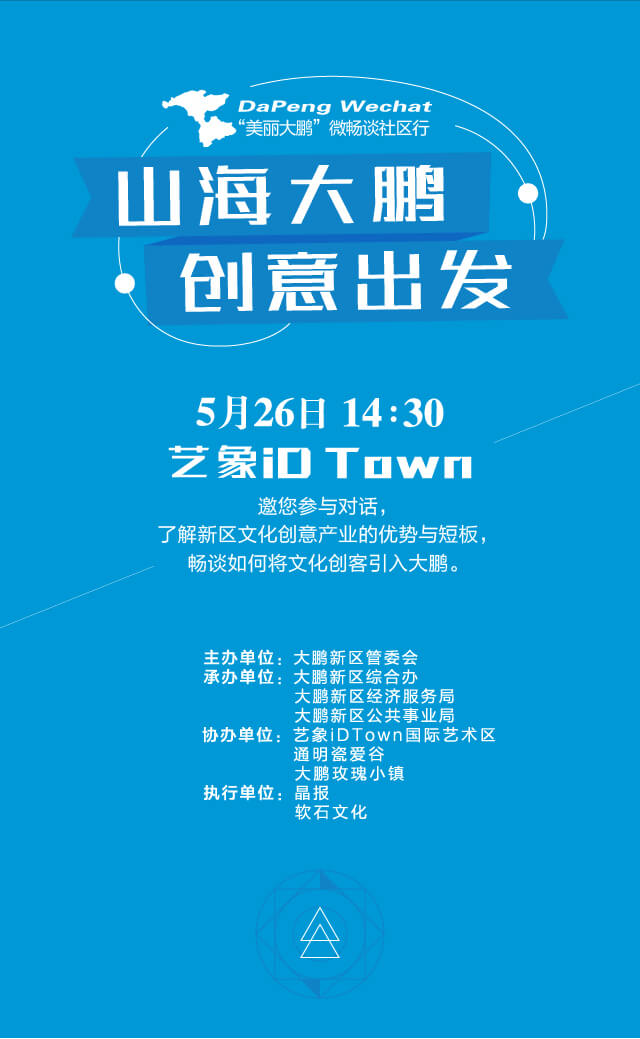 DaPeng Wechat
“美丽大鹏”微畅谈社区行
山海大鹏
创意出发
5月26日 14:30
艺象iD Town
邀您参与对话，
了解新区文化创意产业的优势与短板，
畅谈如何将文化创客引入大鹏。
主办单位：大鹏新区管委会
承办单位：大鹏新区综合办
大鹏新区经济服务局
大鹏新区公共事业局
协办单位：艺象iDTown国际艺术区
通明瓷爱谷
大鹏玫瑰小镇
执行单位：晶报
软石文化